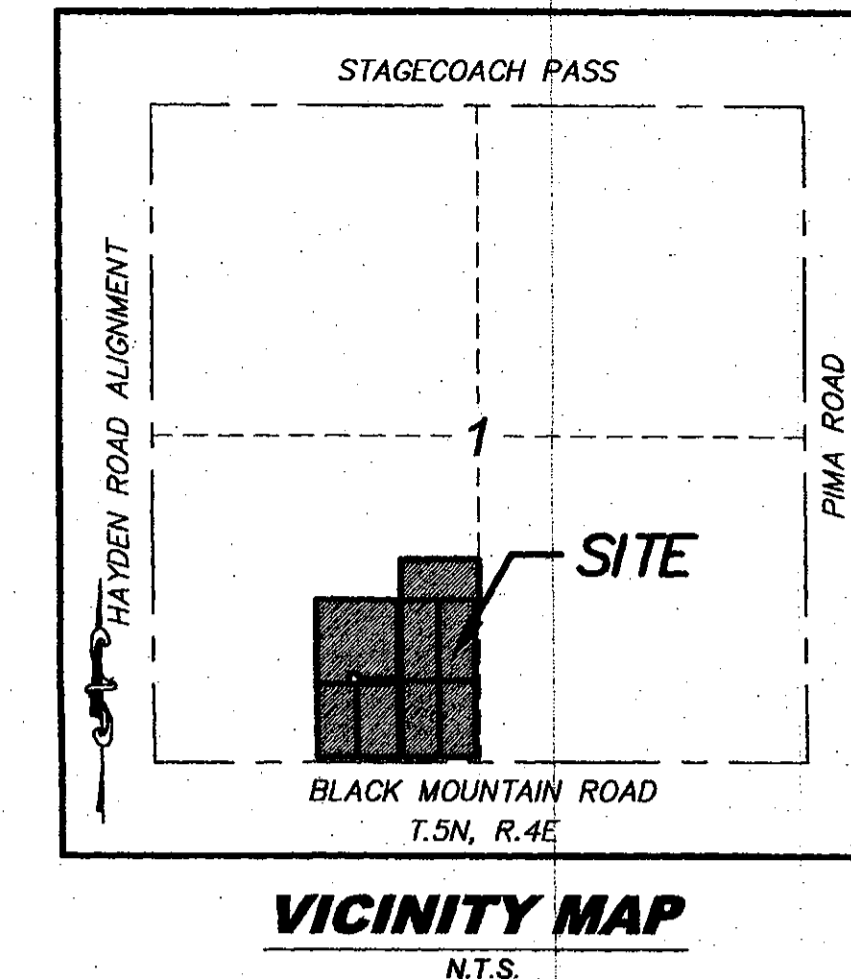 STAGECOACH PASS
HAYDEN ROAD ALIGNMENT
1
PIMA ROAD
SITE
BLACK MOUNTAIN ROAD
T.5N, R.4E
VICINITY MAP
N.T.S.